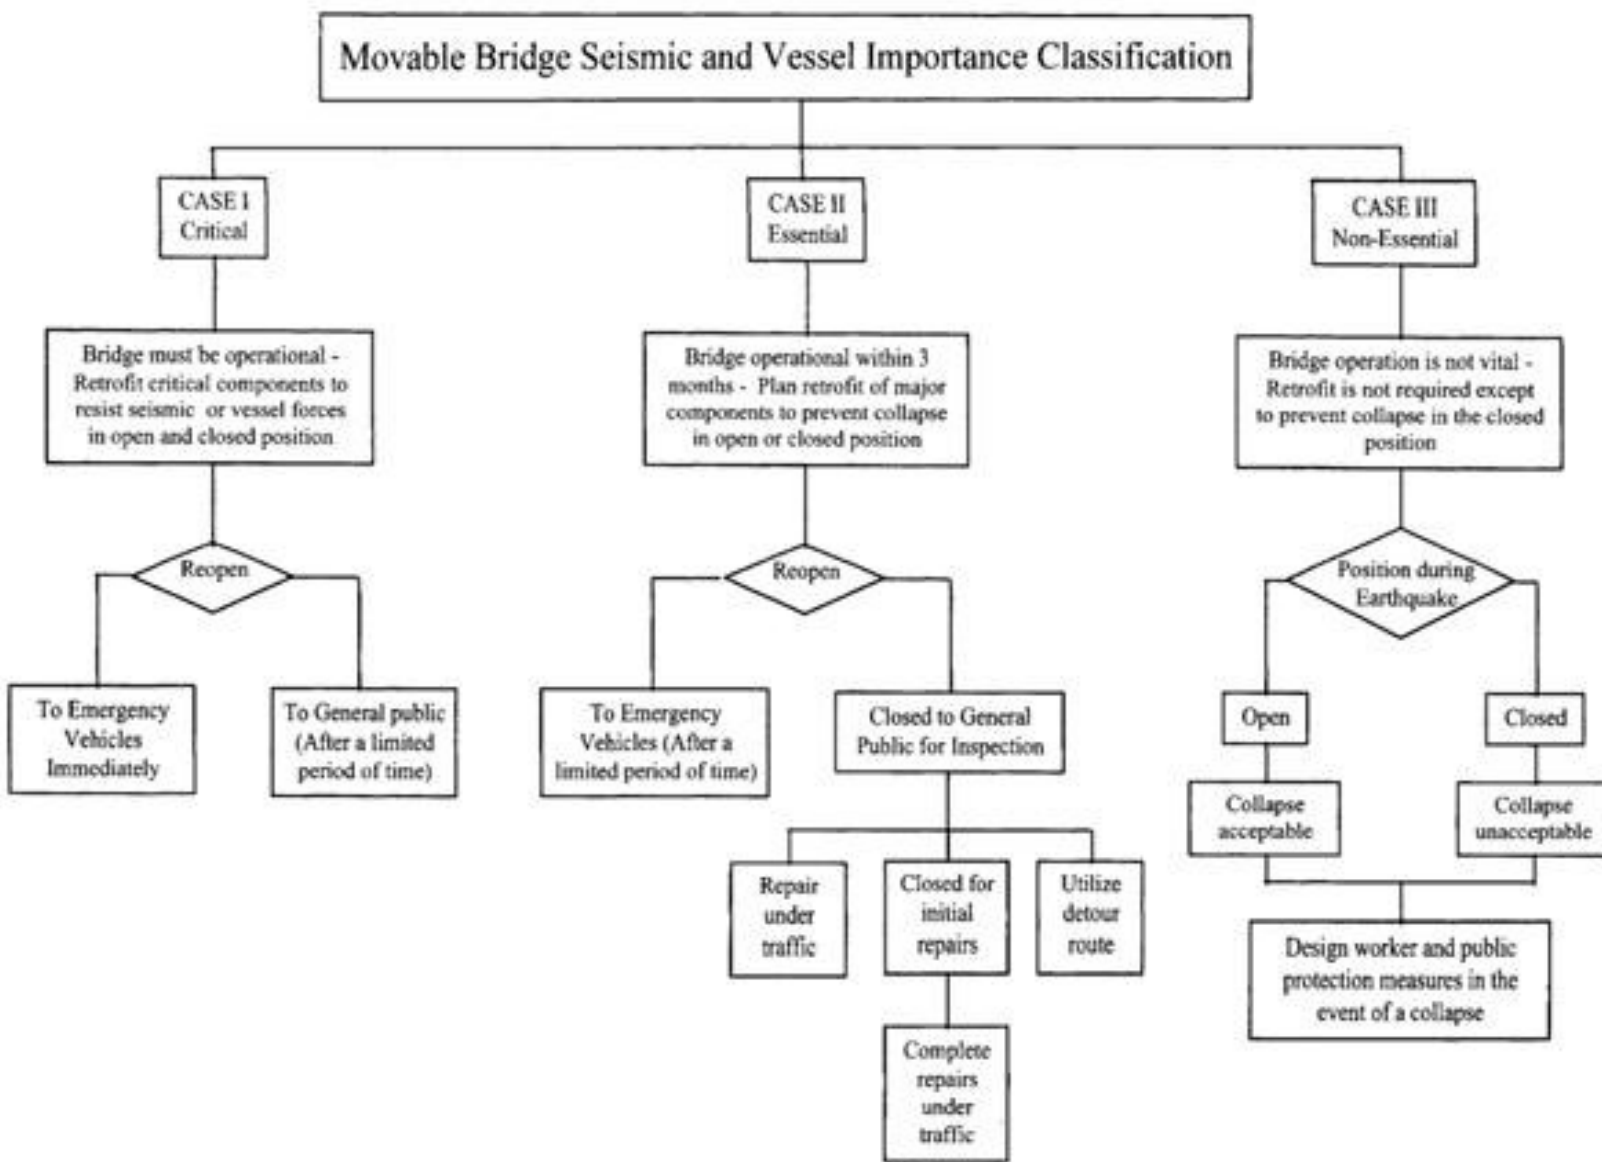 Movable Bridge Seismic and Vessel Importance Classification
CASE I
Critical
CASE II
Essential
CASE III
Non-Essential
Bridge must be operational -
Retrofit critical components to
resist seismic or vessel forces
in open and closed position
Bridge operational within 3
months - Plan retrofit of major
components to prevent collapse
in open or closed position
Bridge operation is not vital -
Retrofit is not required except
to prevent collapse in the closed
position
Reopen
Reopen
Position during
Earthquake
To Emergency
Vehicles
Immediately
To General public
(After a limited
period of time)
To Emergency
Vehicles (After a
limited period of time)
Closed to General
Public for Inspection
Open
Closed
Collapse
acceptable
Collapse
unacceptable
Repair
under
traffic
Closed for
initial
repairs
Utilize
detour
route
Design worker and public
protection measures in the
event of a collapse
Complete
repairs
under
traffic